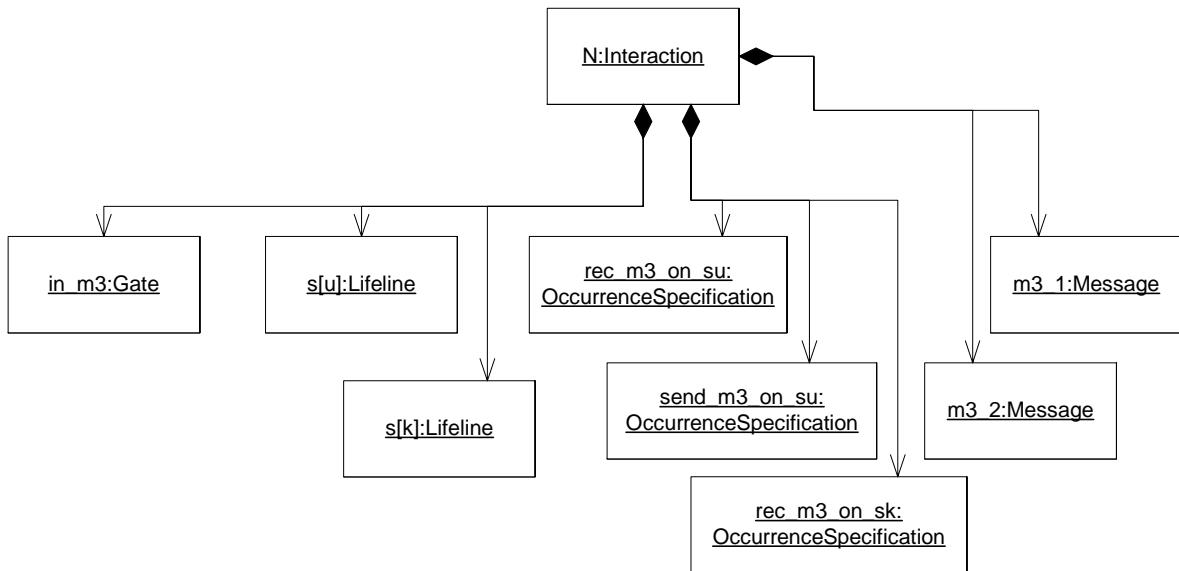 N:Interaction
in_m3:Gate
s[u]:Lifeline
rec_m3_on_su:
OccurrenceSpecification
m3_1:Message
s[k]:Lifeline
send_m3_on_su:
OccurrenceSpecification
m3_2:Message
rec_m3_on_sk:
OccurrenceSpecification